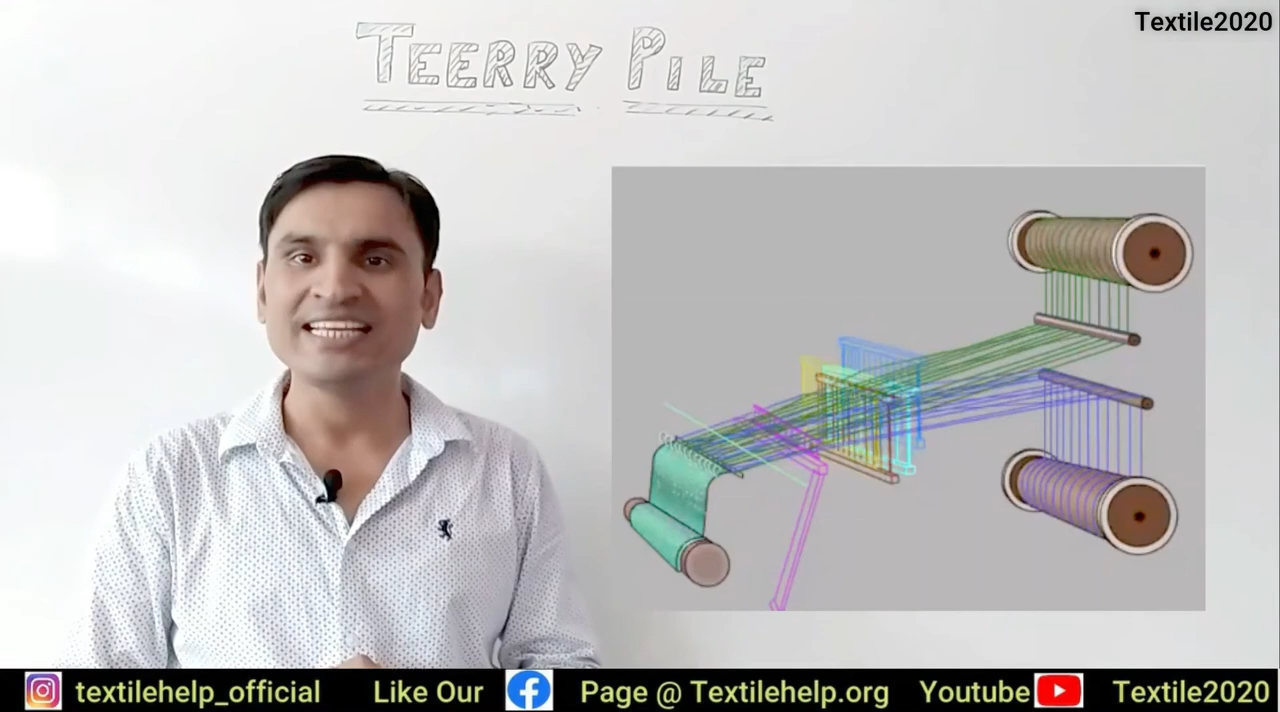 Textile2020
TEERRY PILE
textilehelp_official Like Our Page @ Textilehelp.org Youtube Textile2020